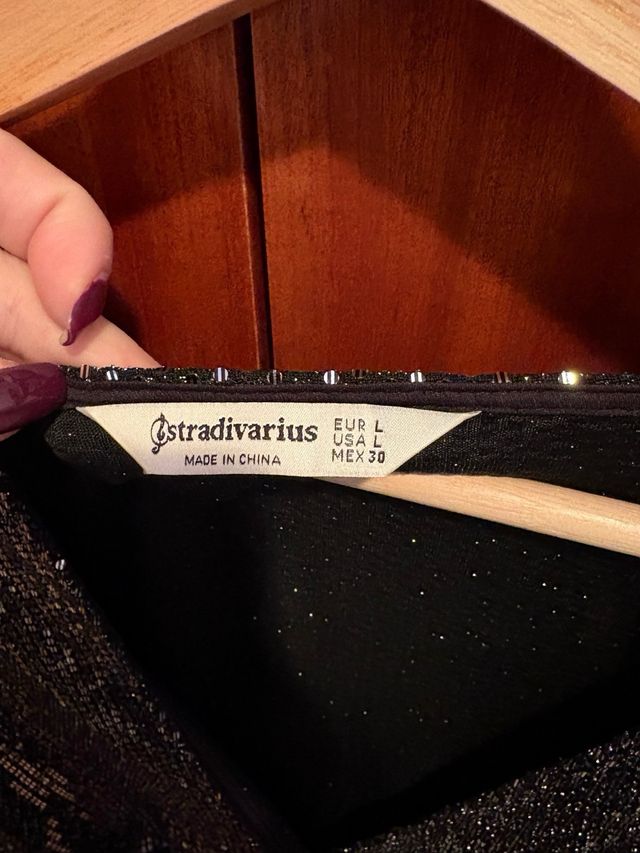 stradivarius
MADE IN CHINA
EUR L
USA L
MEX 30